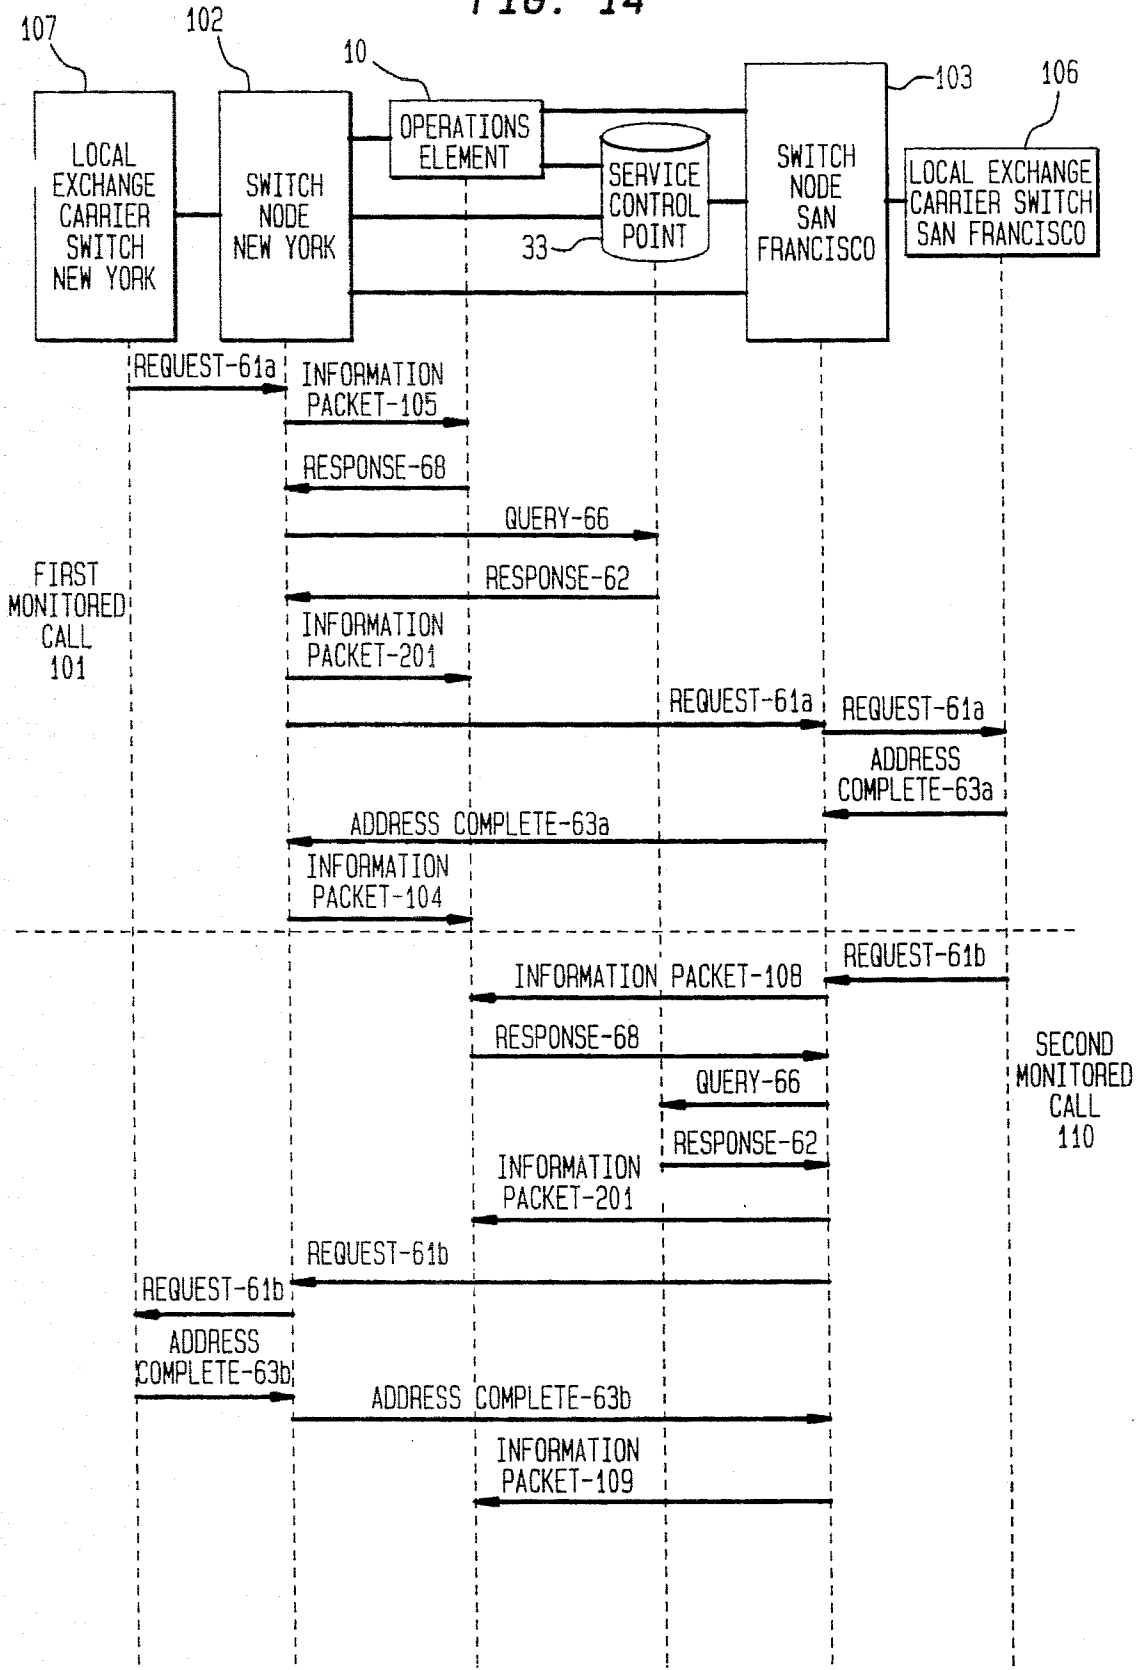 FIG. 14
107
102
10
103
106
LOCAL
EXCHANGE
CARRIER
SWITCH
NEW YORK
SWITCH
NODE
NEW YORK
OPERATIONS
ELEMENT
SERVICE
CONTROL
POINT
33
SWITCH
NODE
SAN
FRANCISCO
LOCAL EXCHANGE
CARRIER SWITCH
SAN FRANCISCO
REQUEST-61a
INFORMATION
PACKET-105
RESPONSE-68
QUERY-66
FIRST
MONITORED
CALL
101
RESPONSE-62
INFORMATION
PACKET-201
REQUEST-61a
REQUEST-61a
ADDRESS
COMPLETE-63a
ADDRESS COMPLETE-63a
INFORMATION
PACKET-104
REQUEST-61b
INFORMATION PACKET-108
RESPONSE-68
SECOND
MONITORED
CALL
110
QUERY-66
RESPONSE-62
INFORMATION
PACKET-201
REQUEST-61b
REQUEST-61b
ADDRESS
COMPLETE-63b
ADDRESS COMPLETE-63b
INFORMATION
PACKET-109